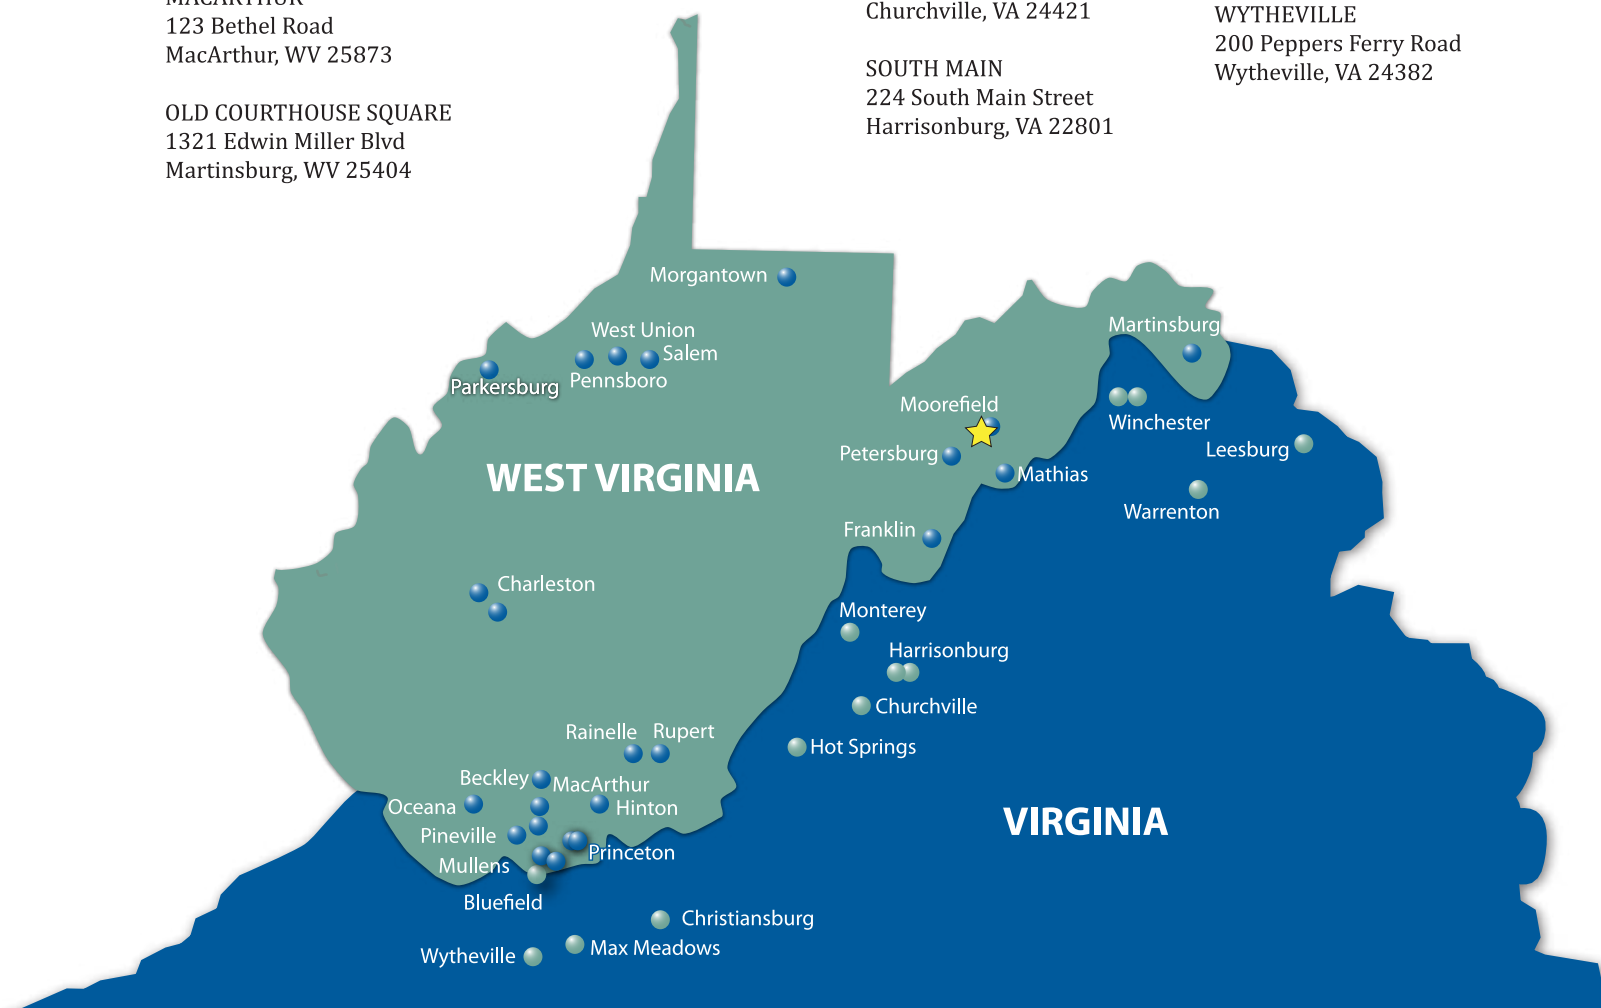 MACARTHUR
123 Bethel Road
MacArthur, WV 25873
OLD COURTHOUSE SQUARE
1321 Edwin Miller Blvd
Martinsburg, WV 25404
Churchville, VA 24421
SOUTH MAIN
224 South Main Street
Harrisonburg, VA 22801
WYTHEVILLE
200 Peppers Ferry Road
Wytheville, VA 24382
Morgantown
West Union
Salem
Pennsboro
Parkersburg
Martinsburg
Moorefield
Winchester
Leesburg
Petersburg
Mathias
WEST VIRGINIA
Warrenton
Franklin
Charleston
Monterey
Harrisonburg
Churchville
Rainelle
Rupert
Hot Springs
Beckley
MacArthur
Oceana
Hinton
VIRGINIA
Pineville
Princeton
Mullens
Bluefield
Christiansburg
Max Meadows
Wytheville